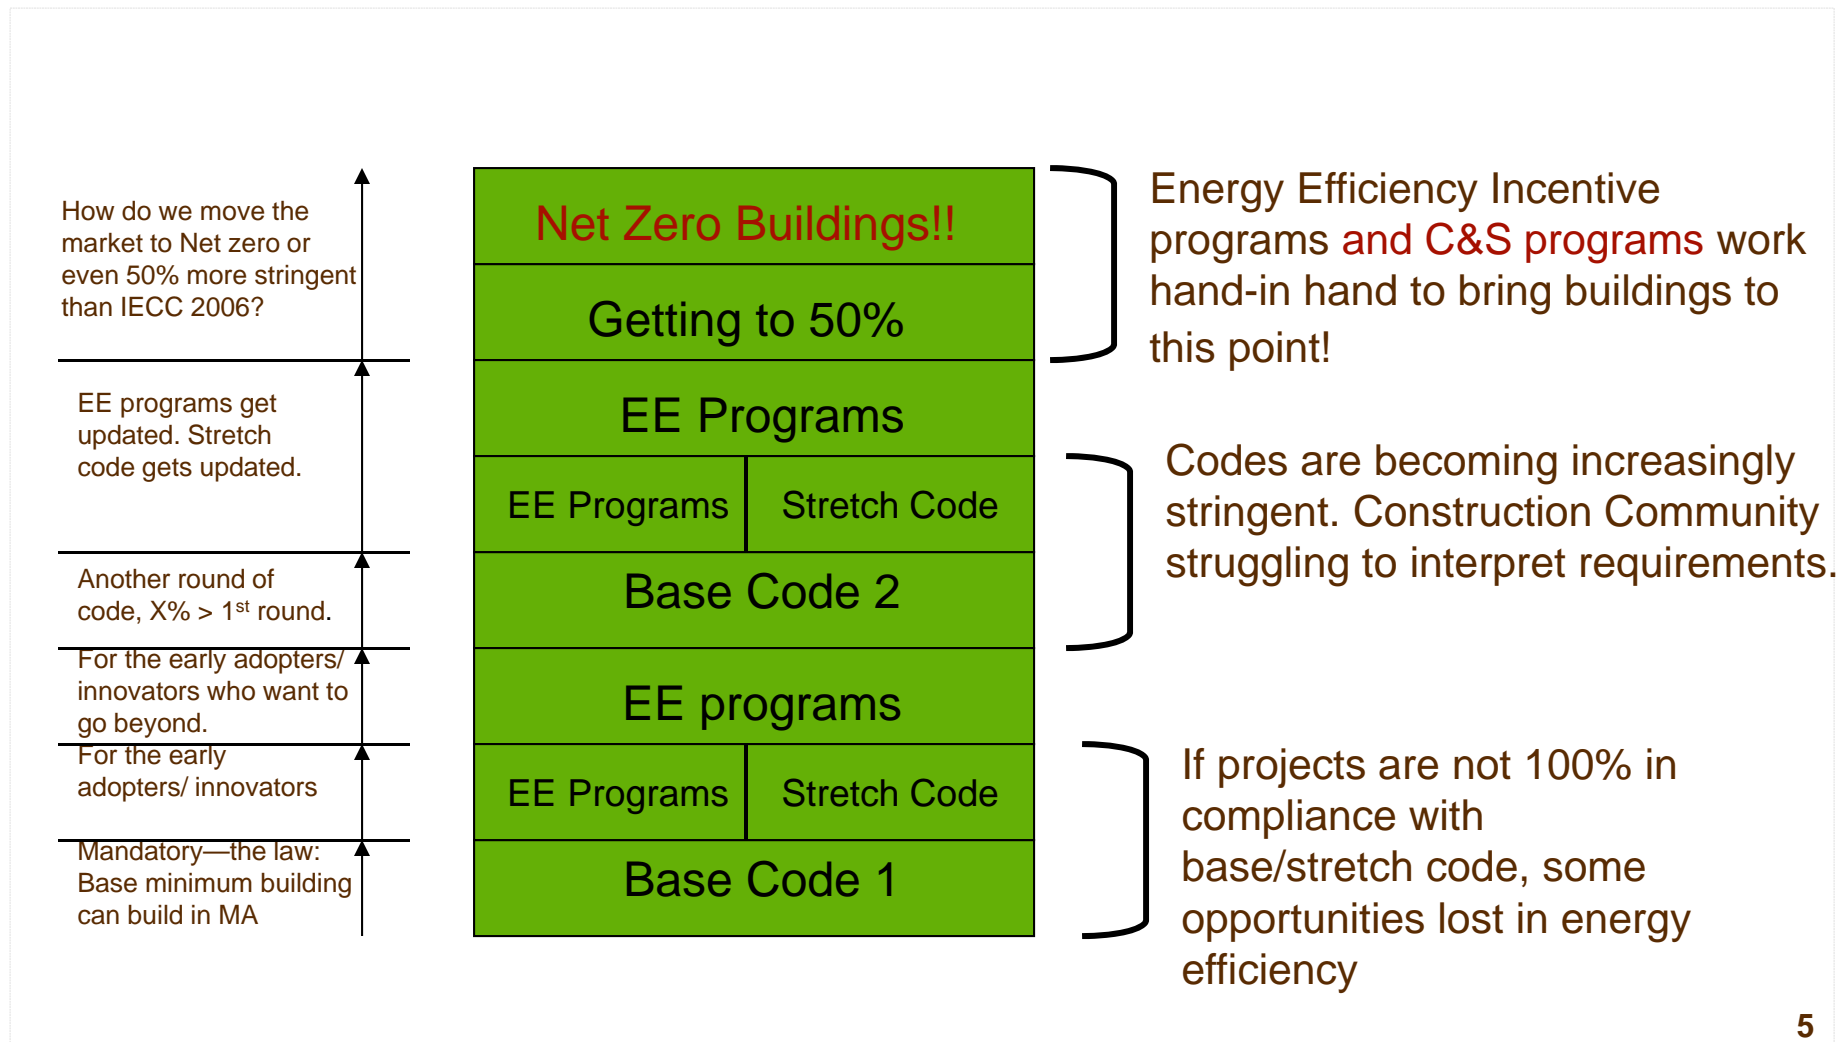 How do we move the
market to Net zero or
even 50% more stringent
than IECC 2006?
EE programs get
updated. Stretch
code gets updated.
Another round of
code, X% > 1st round.
For the early adopters/
innovators who want to
go beyond.
For the early
adopters/ innovators
Mandatory—the law:
Base minimum building
can build in MA
Net Zero Buildings!!
Getting to 50%
EE Programs
EE Programs
Stretch Code
Base Code 2
EE programs
EE Programs
Stretch Code
Base Code 1
Energy Efficiency Incentive
programs and C&S programs work
hand-in hand to bring buildings to
this point!
Codes are becoming increasingly
stringent. Construction Community
struggling to interpret requirements.
If projects are not 100% in
compliance with
base/stretch code, some
opportunities lost in energy
efficiency
5